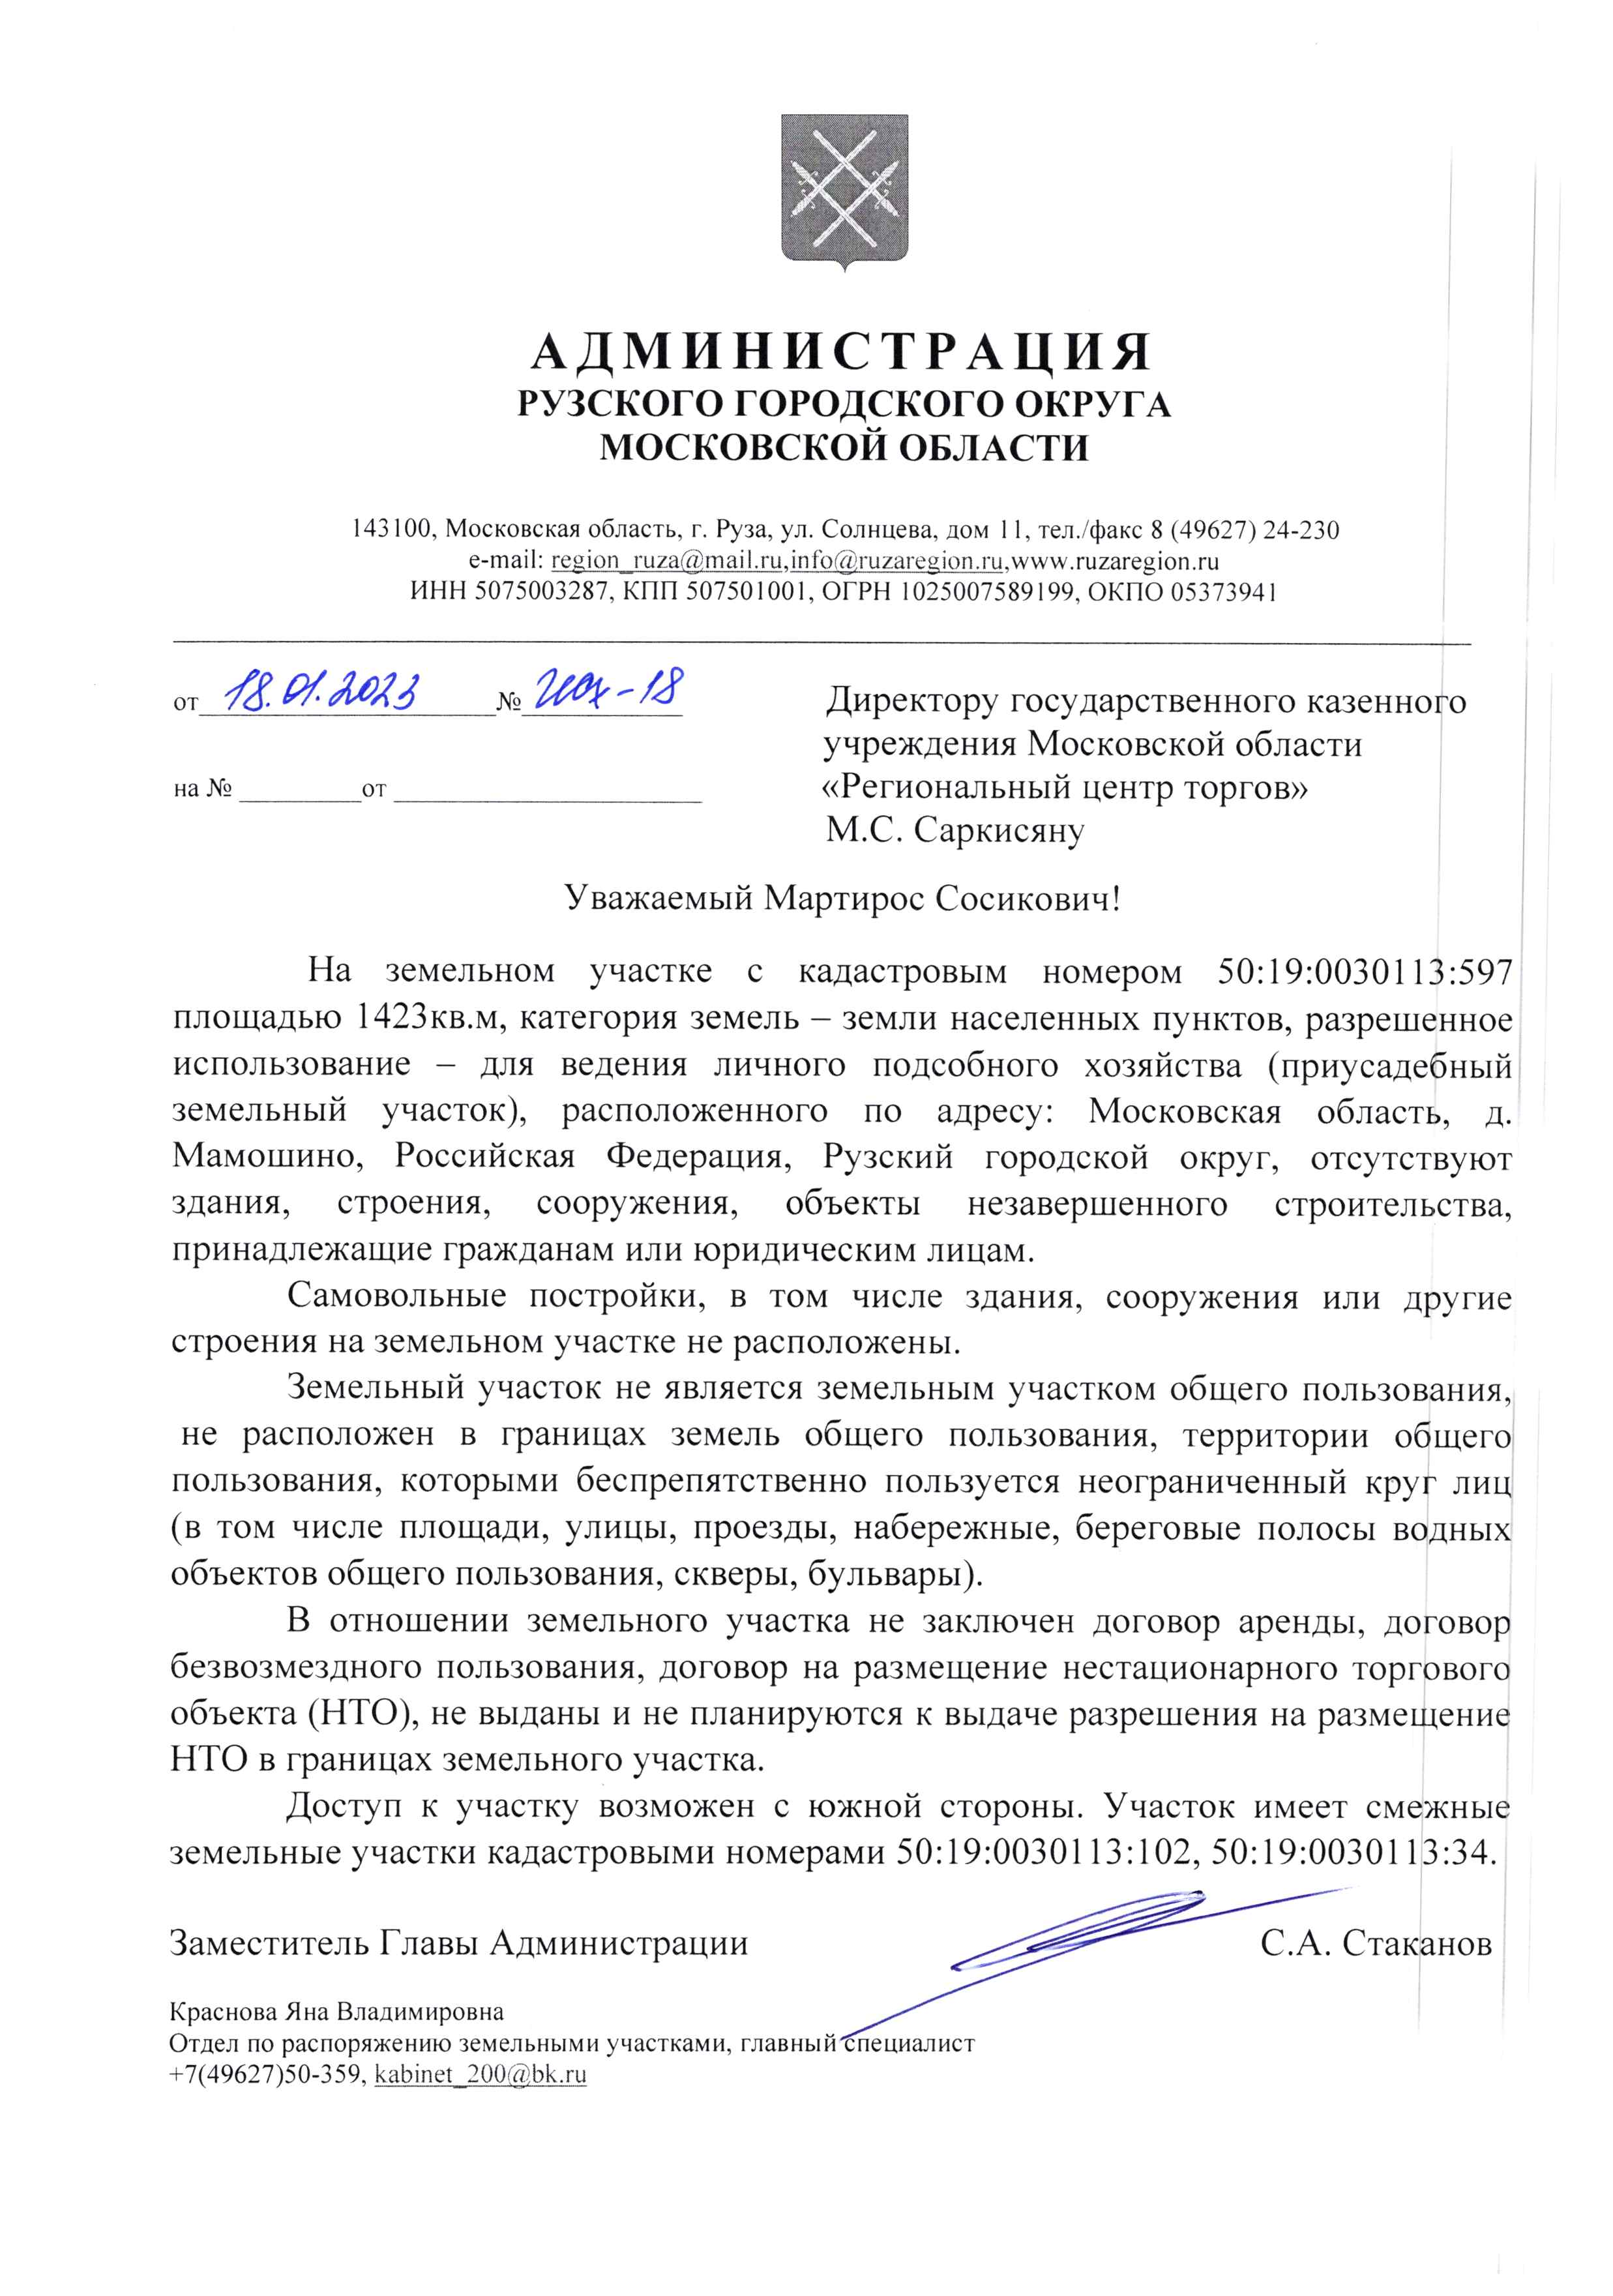 АДМИНИСТРАЦИЯ
РУЗСКОГО ГОРОДСКОГО ОКРУГА
МОСКОВСКОЙ ОБЛАСТИ
143100, Московская область, г. Руза, ул. Солнцева, дом 11, тел./факс 8 (49627) 24-230
e-mail: region_ruza@mail.ru,info@ruzaregion.ru,www.ruzaregion.ru
ИНН 5075003287, КПП 507501001, ОГРН 1025007589199, ОКПО 05373941
от 18.01.2023 № Исх-18
на № __________ от __________
Директору государственного казенного
учреждения Московской области
«Региональный центр торгов»
М.С. Саркисяну
Уважаемый Мартирос Сосикович!
На земельном участке с кадастровым номером 50:19:0030113:597
площадью 1423кв.м, категория земель – земли населенных пунктов, разрешенное
использование – для ведения личного подсобного хозяйства (приусадебный
земельный участок), расположенного по адресу: Московская область, д.
Мамошино, Российская Федерация, Рузский городской округ, отсутствуют
здания, строения, сооружения, объекты незавершенного строительства,
принадлежащие гражданам или юридическим лицам.
Самовольные постройки, в том числе здания, сооружения или другие
строения на земельном участке не расположены.
Земельный участок не является земельным участком общего пользования,
не расположен в границах земель общего пользования, территории общего
пользования, которыми беспрепятственно пользуется неограниченный круг лиц
(в том числе площади, улицы, проезды, набережные, береговые полосы водных
объектов общего пользования, скверы, бульвары).
В отношении земельного участка не заключен договор аренды, договор
безвозмездного пользования, договор на размещение нестационарного торгового
объекта (НТО), не выданы и не планируются к выдаче разрешения на размещение
НТО в границах земельного участка.
Доступ к участку возможен с южной стороны. Участок имеет смежные
земельные участки кадастровыми номерами 50:19:0030113:102, 50:19:0030113:34.
Заместитель Главы Администрации С.А. Стаканов
Краснова Яна Владимировна
Отдел по распоряжению земельными участками, главный специалист
+7(49627)50-359, kabinet_200@bk.ru